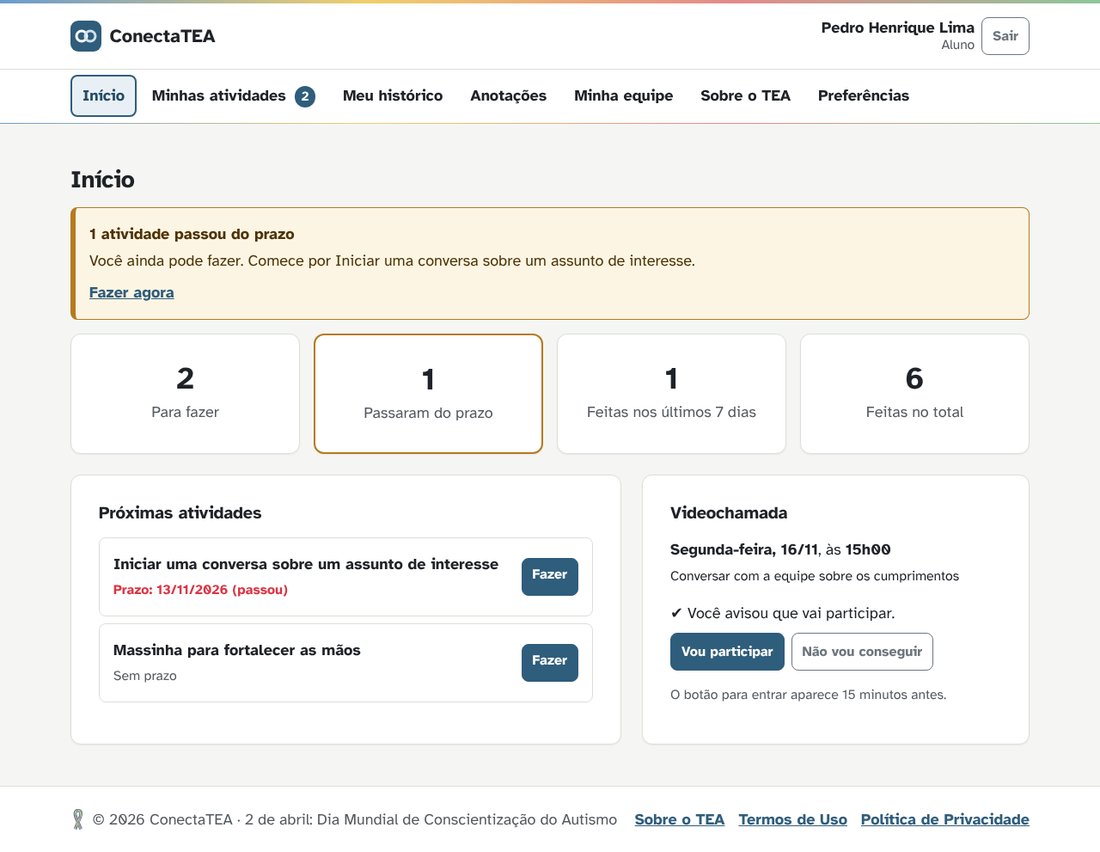 ConectaTEA
Pedro Henrique Lima
Aluno
Sair
Início
Minhas atividades 2
Meu histórico
Anotações
Minha equipe
Sobre o TEA
Preferências
Início
1 atividade passou do prazo
Você ainda pode fazer. Comece por Iniciar uma conversa sobre um assunto de interesse.
Fazer agora
2
Para fazer
1
Passaram do prazo
1
Feitas nos últimos 7 dias
6
Feitas no total
Próximas atividades
Iniciar uma conversa sobre um assunto de interesse
Prazo: 13/11/2026 (passou)
Fazer
Massinha para fortalecer as mãos
Sem prazo
Fazer
Videochamada
Segunda-feira, 16/11, às 15h00
Conversar com a equipe sobre os cumprimentos
✔ Você avisou que vai participar.
Vou participar
Não vou conseguir
O botão para entrar aparece 15 minutos antes.
© 2026 ConectaTEA · 2 de abril: Dia Mundial de Conscientização do Autismo
Sobre o TEA
Termos de Uso
Política de Privacidade